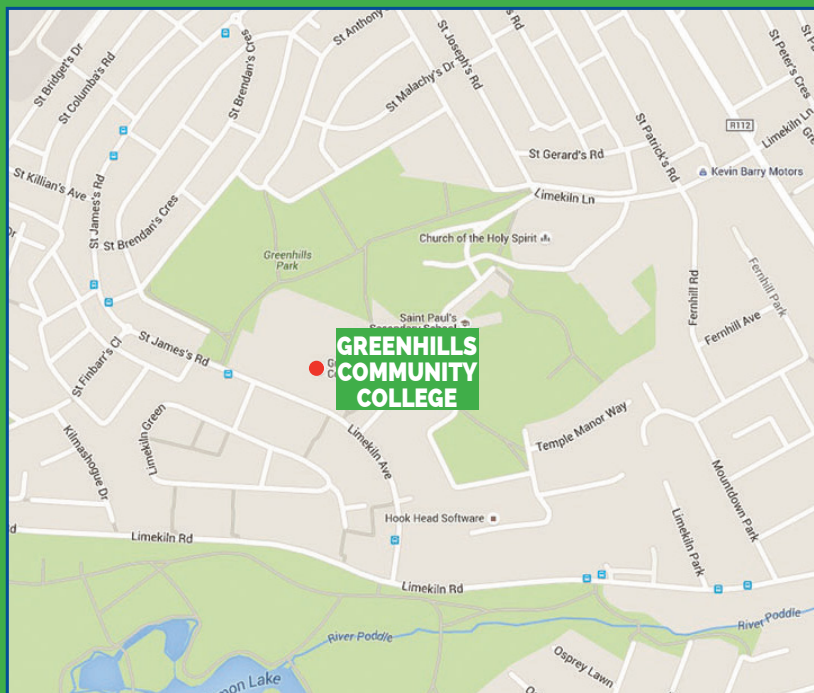 St Anthony
St Joseph's Rd
s Rd
St Bridget's Dr
St Columba's Rd
St Brendan's Cres
St Malachy's Dr
St Peter's Cres
St P
R112
Limekiln Ln
Gree
St Patrick's Rd
St Gerard's Rd
Kevin Barry Motors
St Killian's Ave
St James's Rd
Limekiln Ln
Dr
St Brendan's Cres
Church of the Holy Spirit
Greenhills
Park
Fernhill Park
Fernhill Rd
Saint Paul's
Secondary School
Fernhill Ave
St James's Rd
St Finbarr's Cl
GREENHILLS
COMMUNITY
COLLEGE
Limekiln Green
Kilmashogue Dr
Limekiln Ave
Temple Manor Way
Mountdown Park
Hook Head Software
Limekiln Park
d
Limekiln Rd
Limekiln Rd
River Poddle
River Poddle
Osprey Lawn
mon Lake